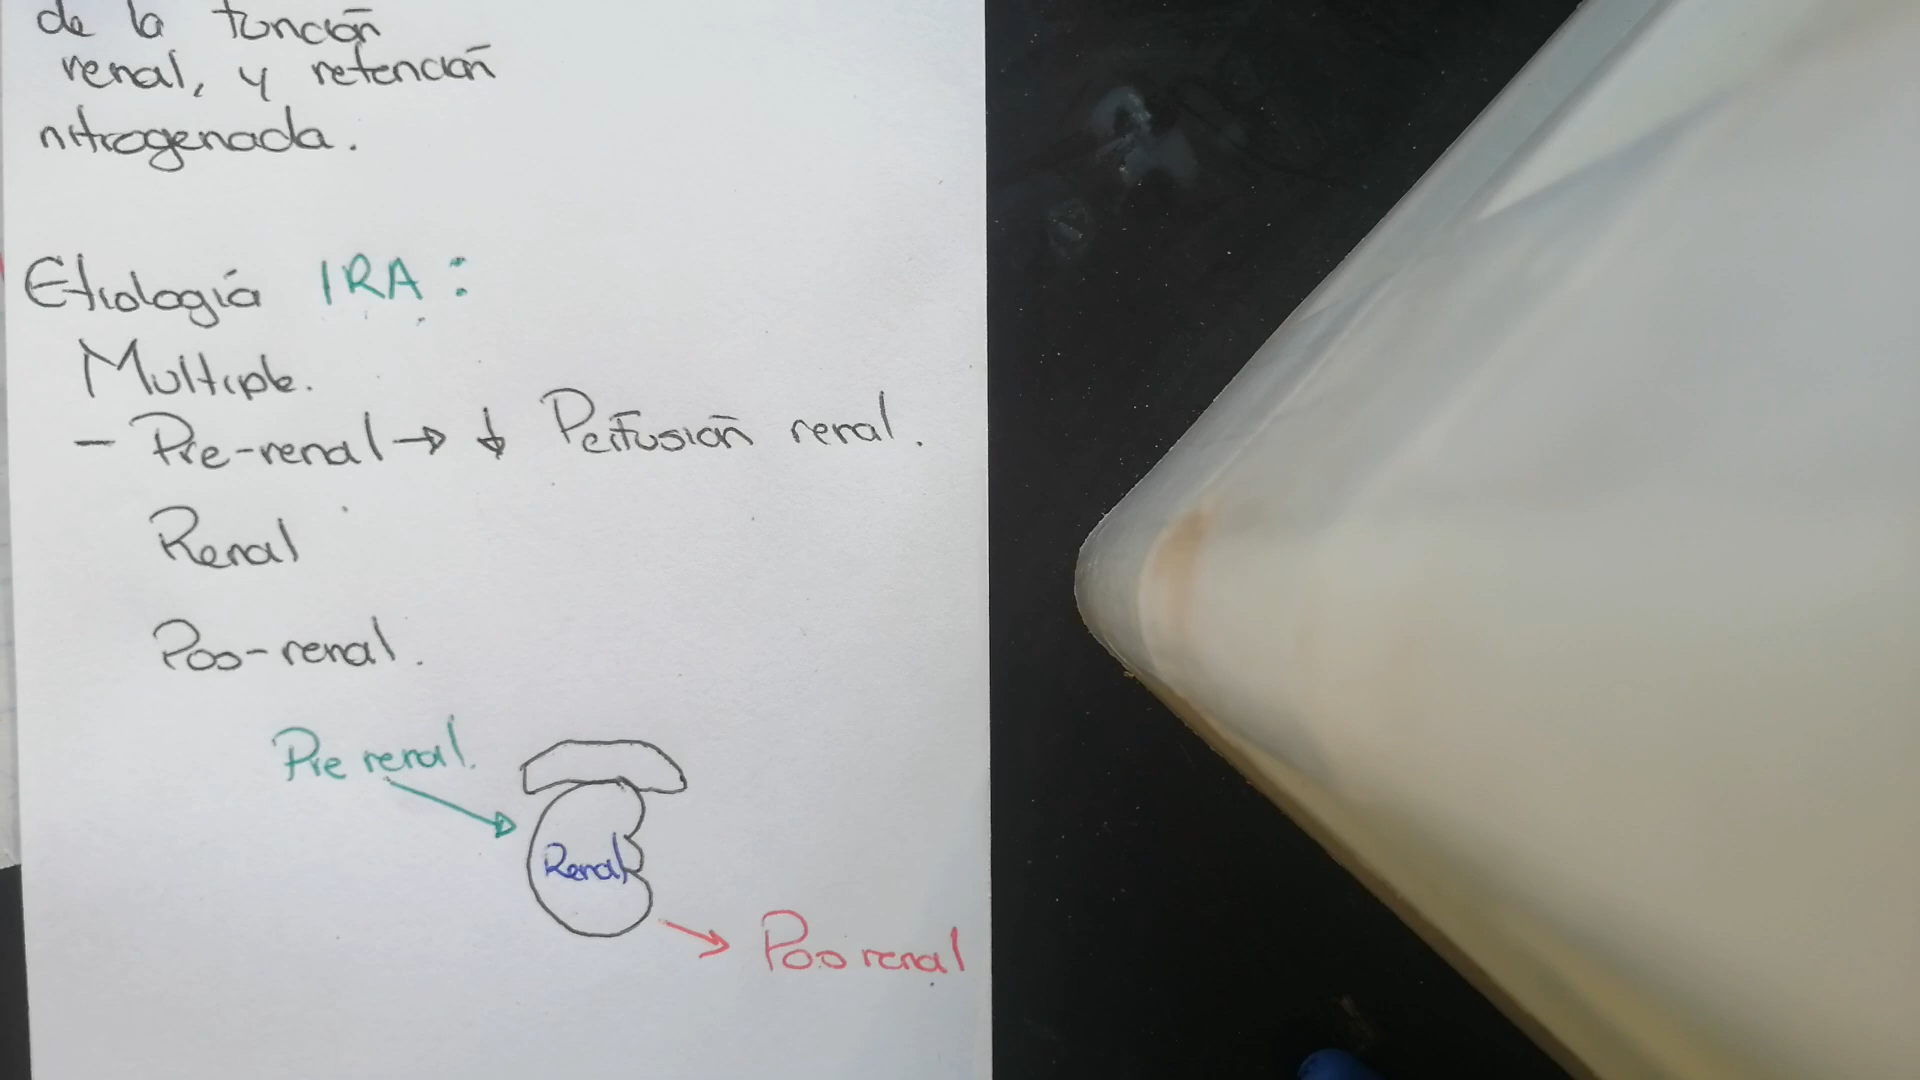 de la función
renal, y retención
nitrogenada.
Etiología IRA:
Multiple.
- Pre-renal → ↓ Perfusión renal.
Renal
Pos-renal.
Pre renal.
Renal
Pos renal